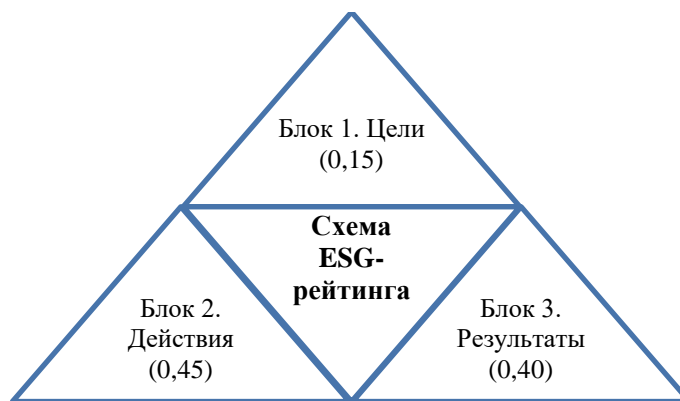 Блок 1. Цели
(0,15)
Схема
ESG-
рейтинга
Блок 2.
Действия
(0,45)
Блок 3.
Результаты
(0,40)